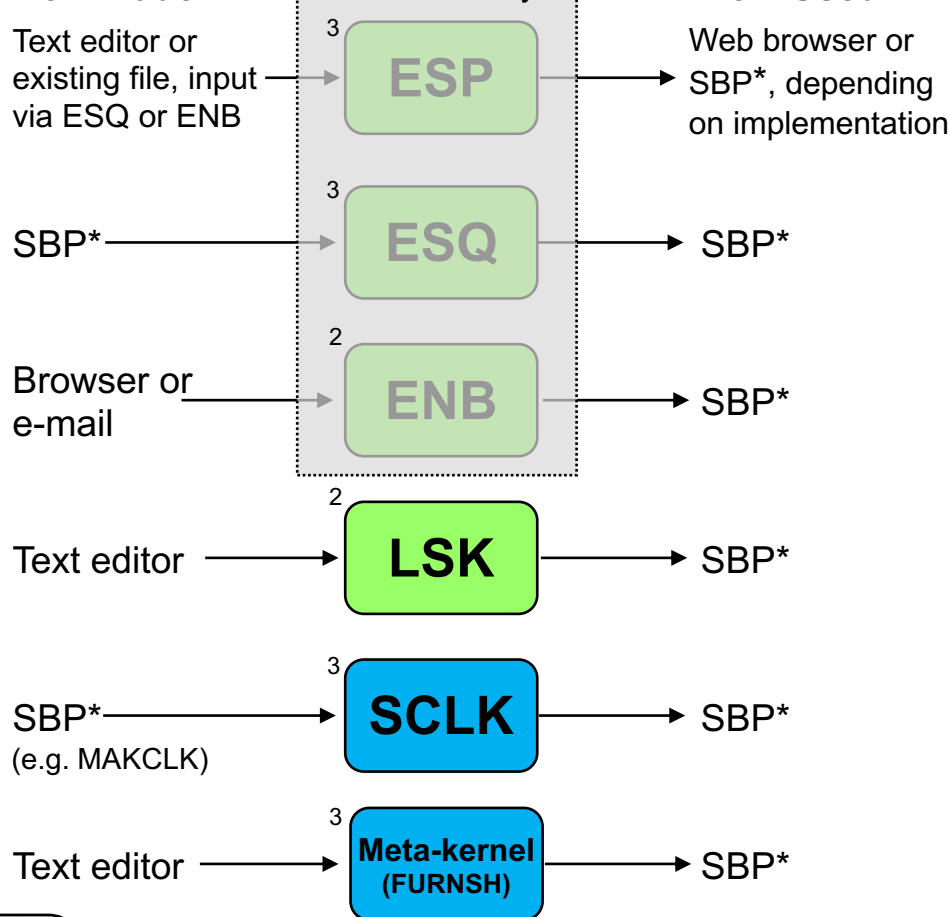 3
Text editor or
existing file, input
via ESQ or ENB
ESP
Web browser or
SBP*, depending
on implementation
3
SBP*
ESQ
SBP*
2
Browser or
e-mail
ENB
SBP*
2
Text editor
LSK
SBP*
3
SBP*
(e.g. MAKCLK)
SCLK
SBP*
3
Text editor
Meta-kernel
(FURNSH)
SBP*